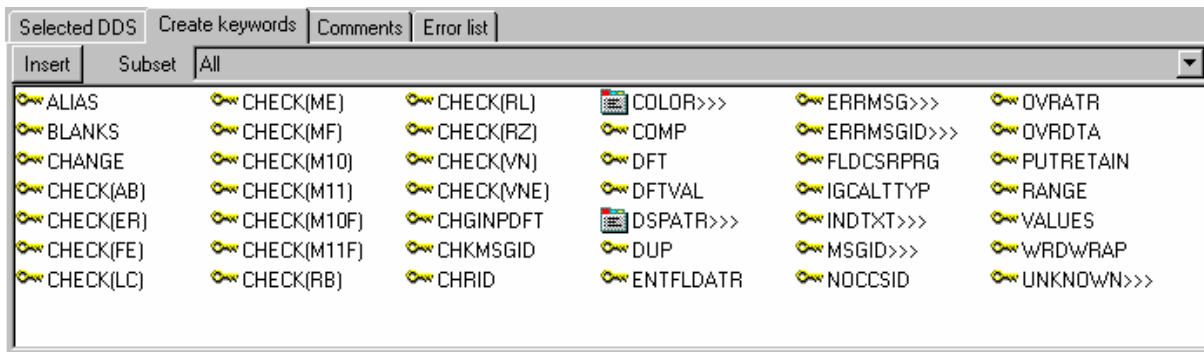 Selected DDS Create keywords Comments Error list
Insert Subset All
ALIAS CHECK(ME) CHECK(RL) COLOR>>> ERRMSG>>> OVRATR
BLANKS CHECK(MF) CHECK(RZ) COMP ERRMSGID>>> OVRDTA
CHANGE CHECK(M10) CHECK(VN) DFT FLDCSRPRG PUTRETAIN
CHECK(AB) CHECK(M11) CHECK(VNE) DFTVAL IGCALTTYP RANGE
CHECK(ER) CHECK(M10F) CHGINPDFT DSPATR>>> INDTXT>>> VALUES
CHECK(FE) CHECK(M11F) CHKMSGID DUP MSGID>>> WRDWRAP
CHECK(LC) CHECK(RB) CHRID ENTFLDATR NOCCSID UNKNOWN>>>